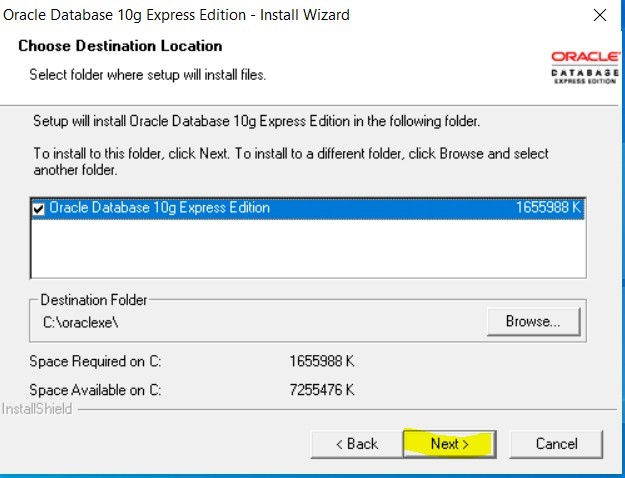 Oracle Database 10g Express Edition - Install Wizard
Choose Destination Location
Select folder where setup will install files.
ORACLE
DATABASE
EXPRESS EDITION
Setup will install Oracle Database 10g Express Edition in the following folder.
To install to this folder, click Next. To install to a different folder, click Browse and select
another folder.
Oracle Database 10g Express Edition 1655988 K
Destination Folder
C:\oraclexe\
Browse...
Space Required on C: 1655988 K
Space Available on C: 7255476 K
InstallShield
< Back Next > Cancel